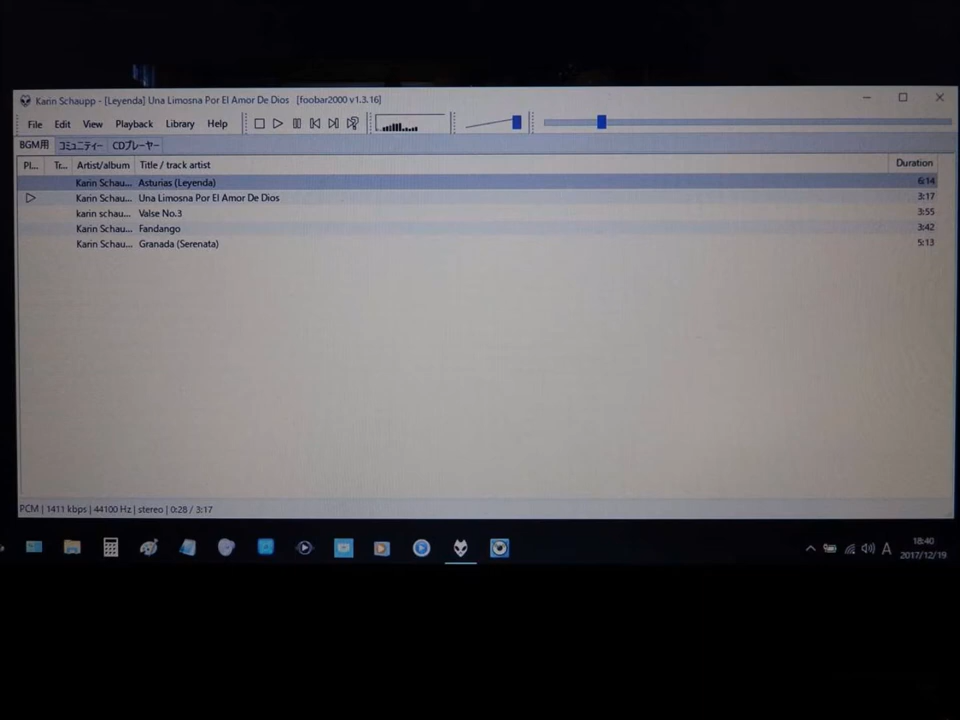 Karin Schaupp - [Leyenda] Una Limosna Por El Amor De Dios [foobar2000 v1.3.16]
File Edit View Playback Library Help
BGM用 コミュニティー CDプレーヤー
Pl... Tr... Artist/album Title / track artist Duration
Karin Schau... Asturias (Leyenda) 6:14
Karin Schau... Una Limosna Por El Amor De Dios 3:17
karin schau... Valse No.3 3:55
Karin Schau... Fandango 3:42
Karin Schau... Granada (Serenata) 5:13
PCM | 1411 kbps | 44100 Hz | stereo | 0:28 / 3:17
A 18:40
2017/12/19